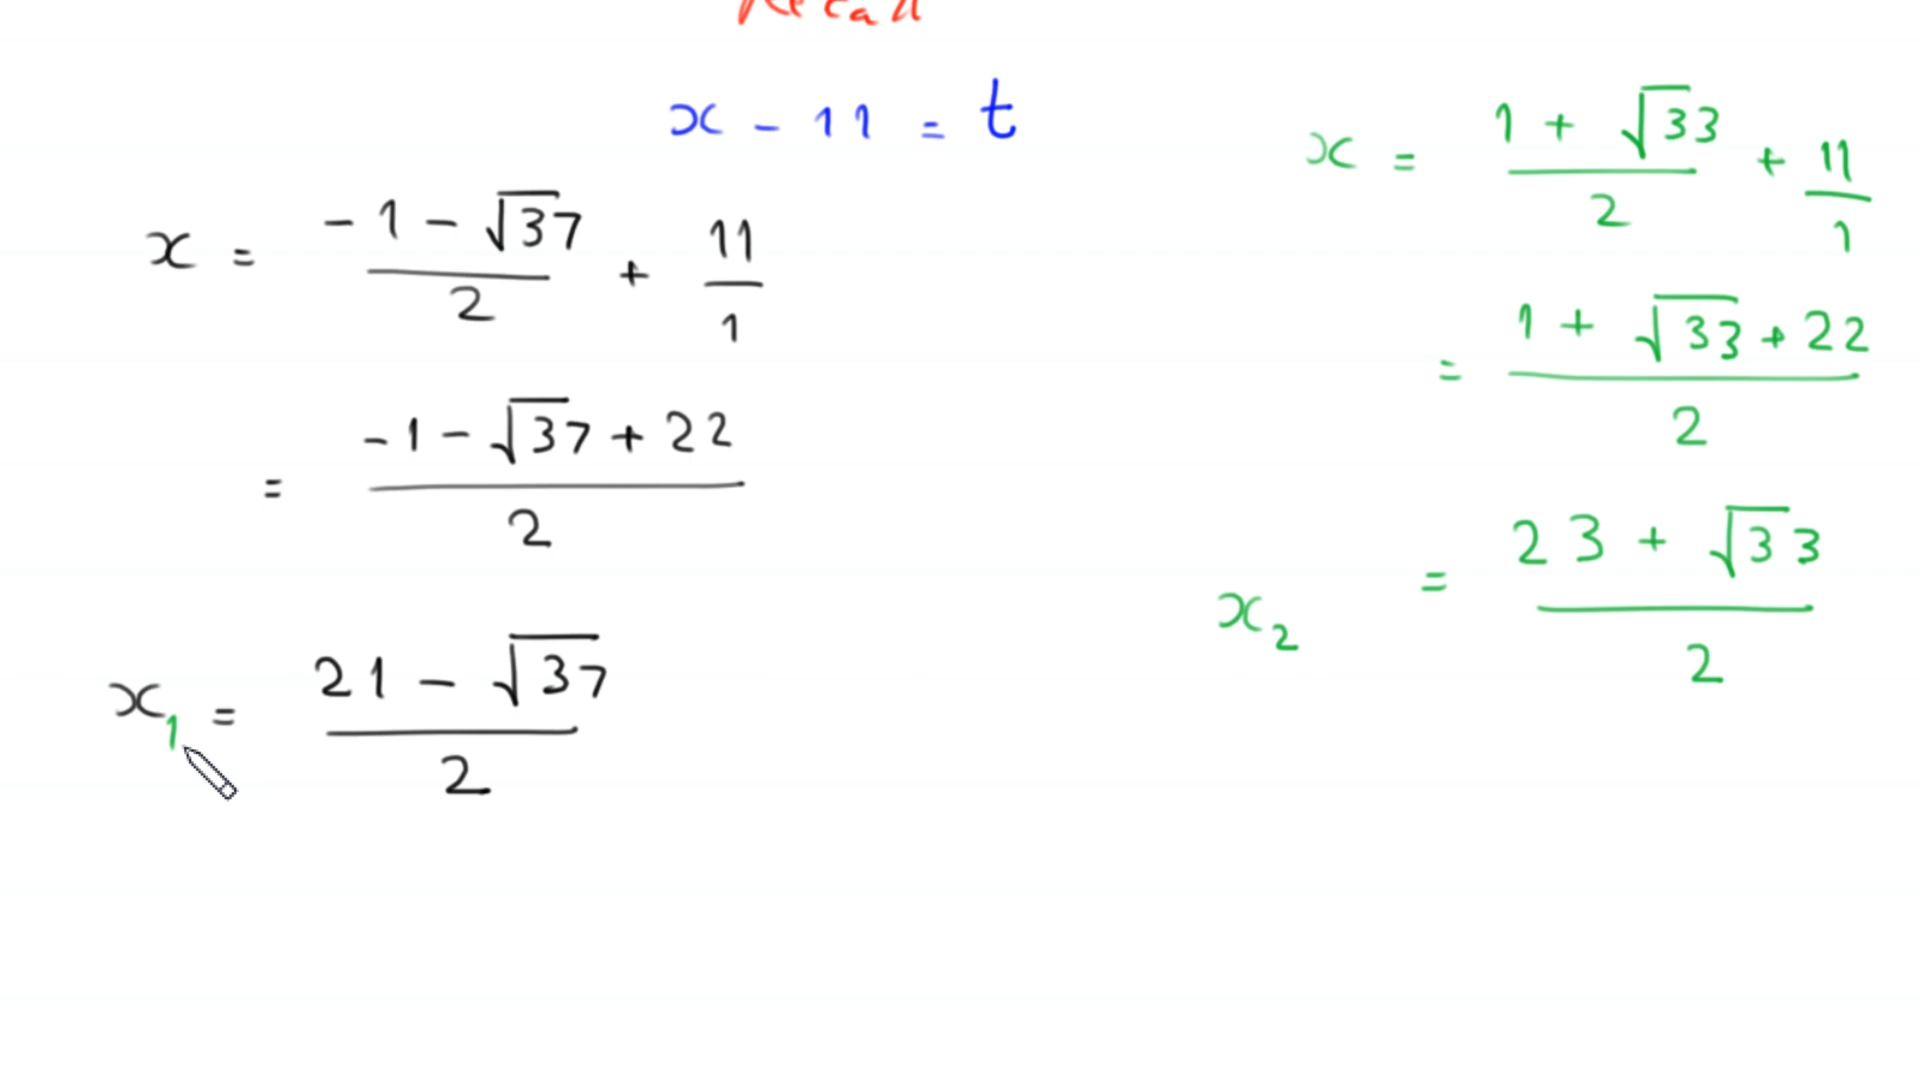 Recall
x - 11 = t
x = (-1 - √37)/2 + 11/1
= (-1 - √37 + 22)/2
x₁ = (21 - √37)/2
x = (1 + √33)/2 + 11/1
= (1 + √33 + 22)/2
x₂ = (23 + √33)/2